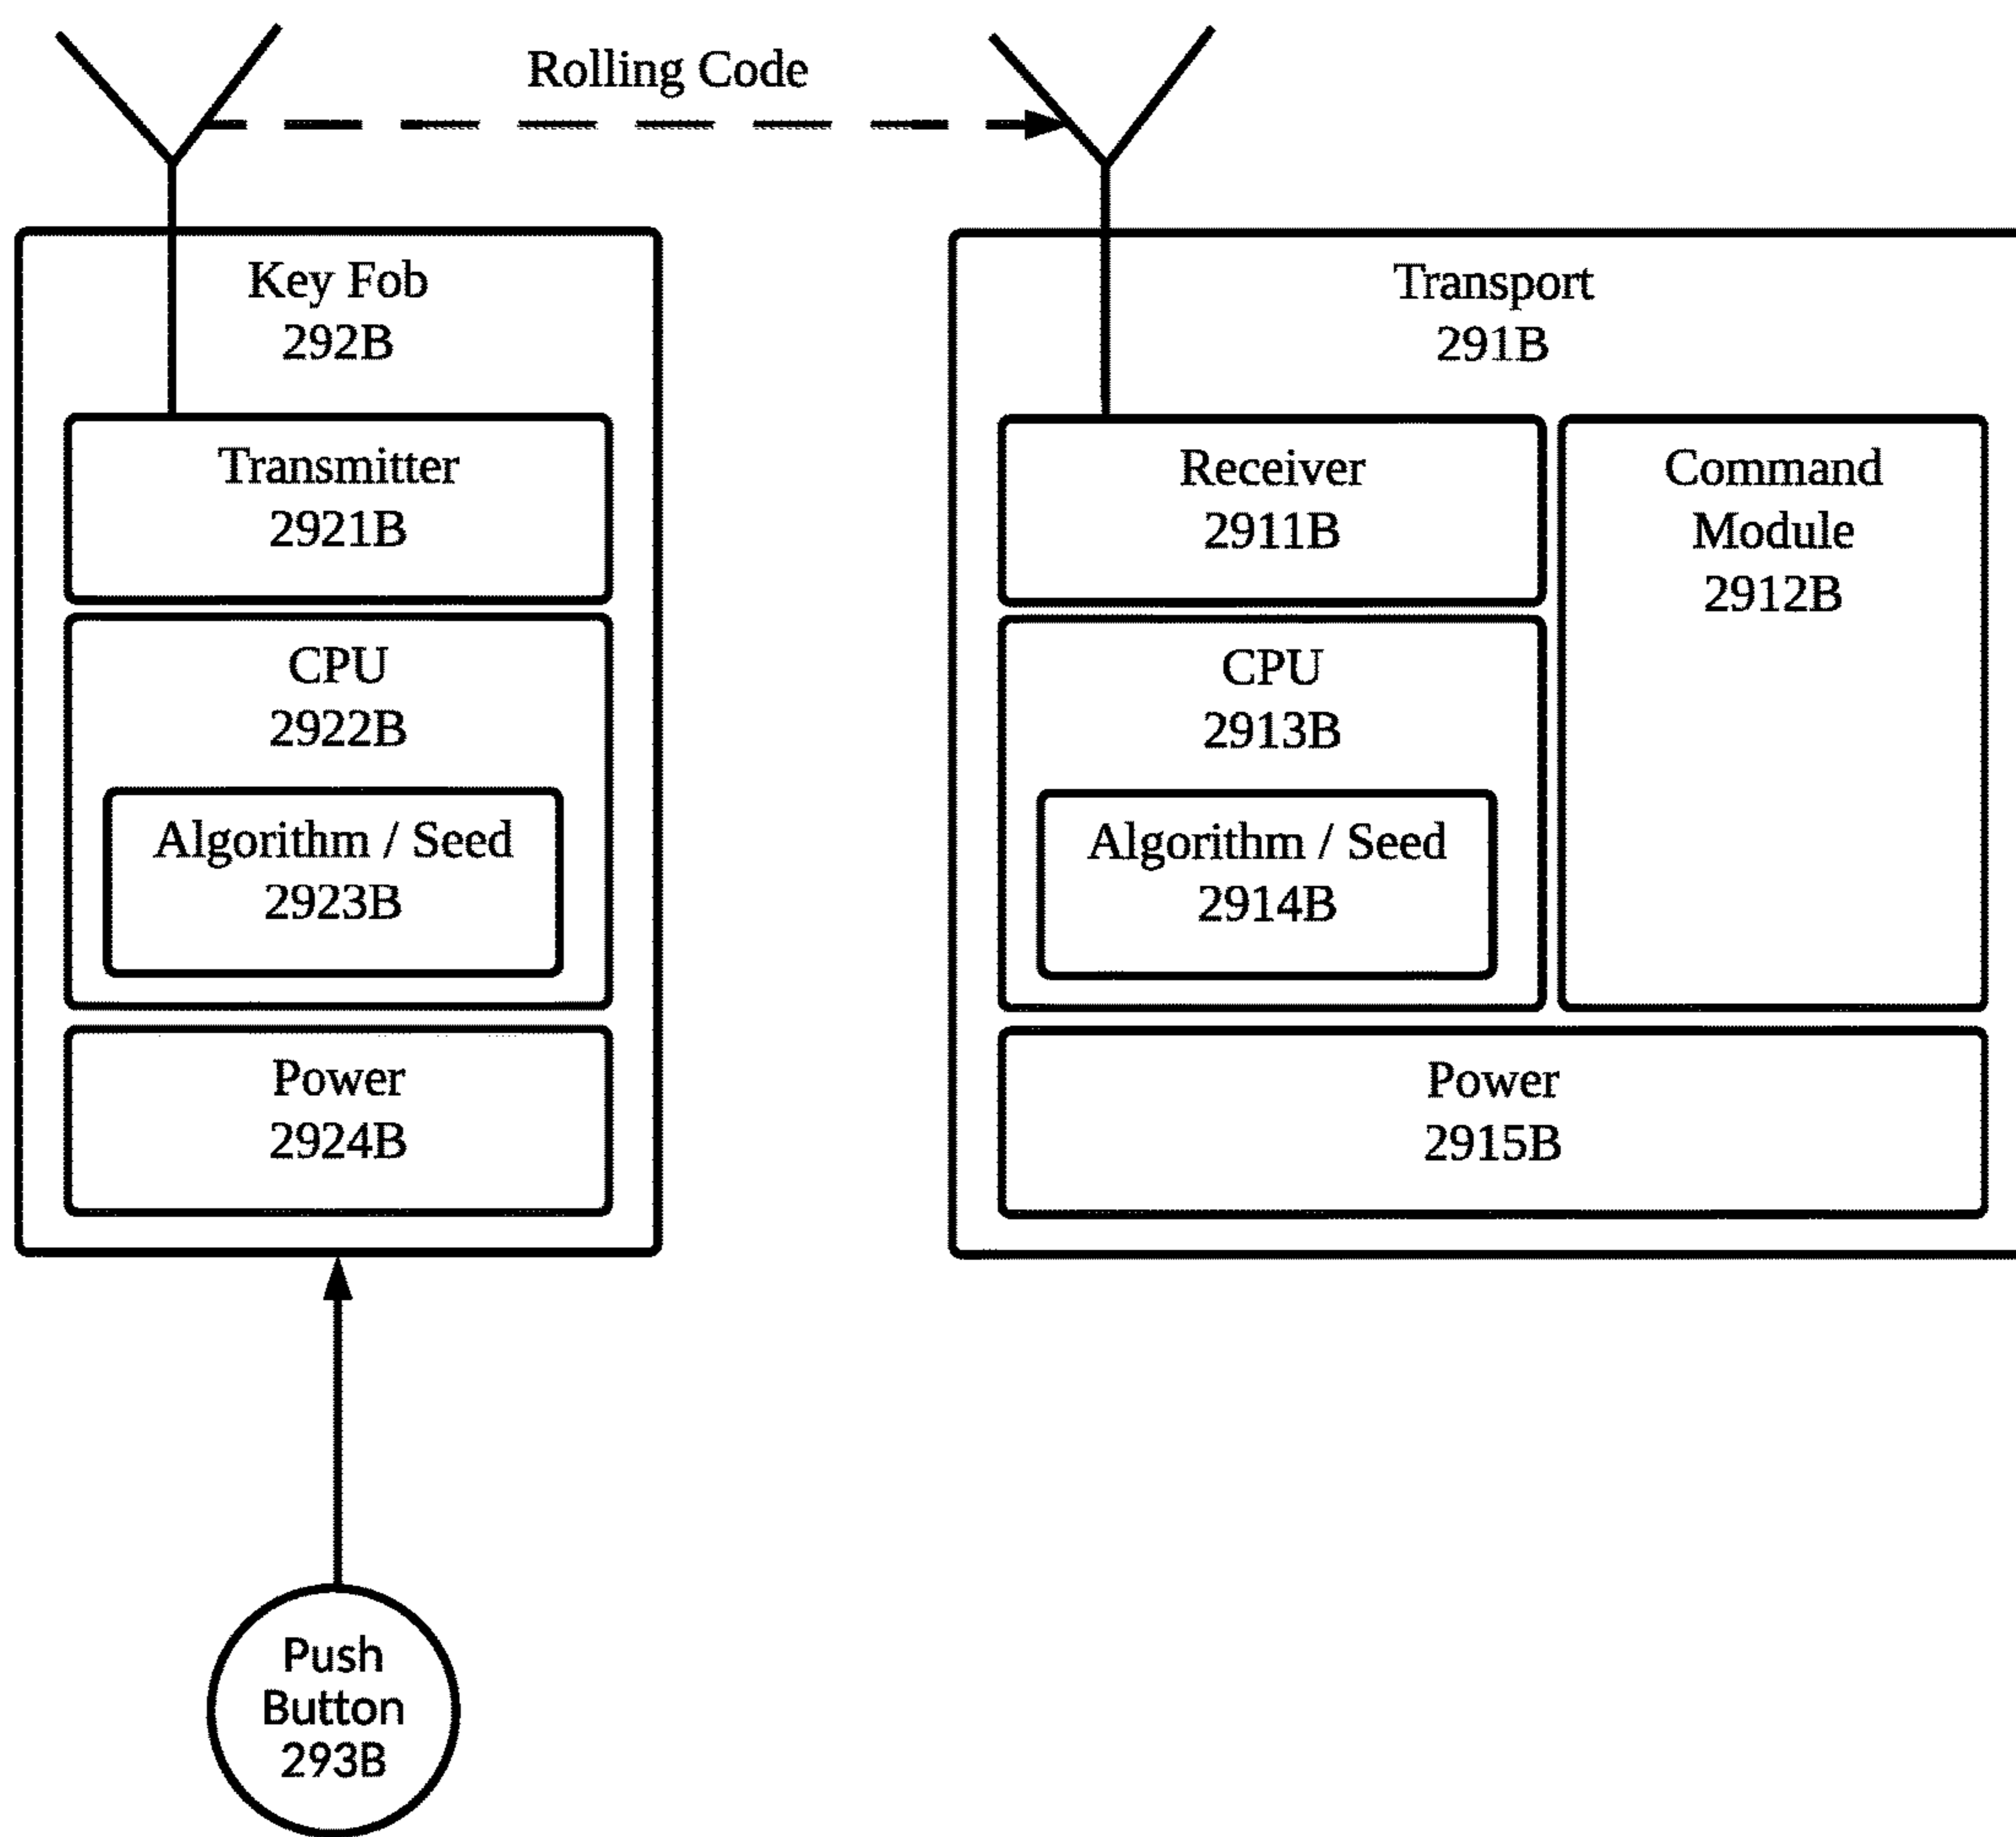 Rolling Code
Key Fob
292B
Transmitter
2921B
CPU
2922B
Algorithm / Seed
2923B
Power
2924B
Transport
291B
Receiver
2911B
Command
Module
2912B
CPU
2913B
Algorithm / Seed
2914B
Power
2915B
Push
Button
293B